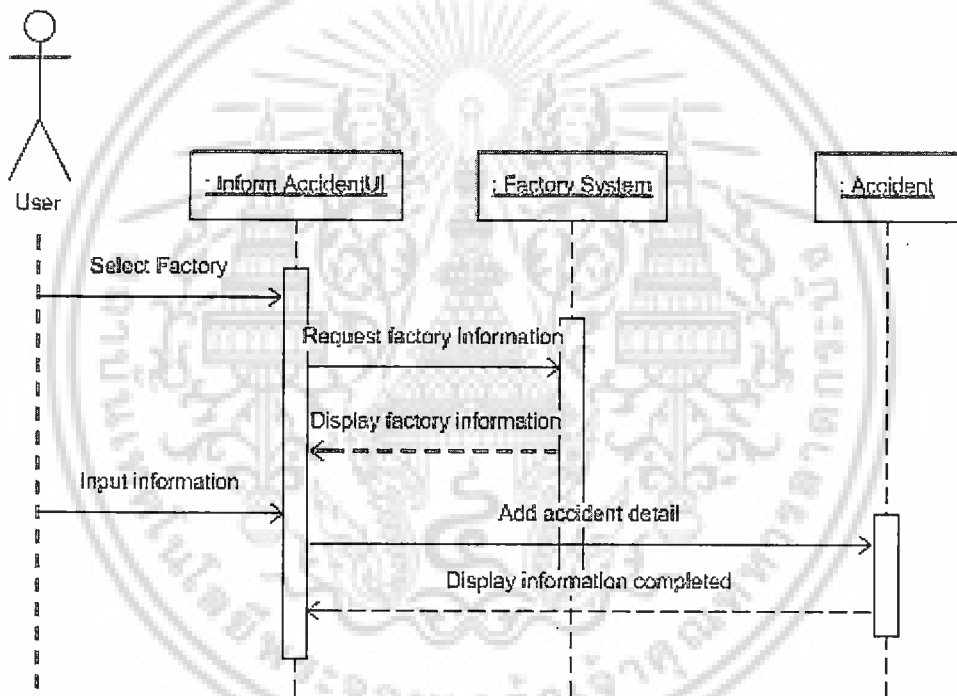 User
: Inform AccidentUI
: Factory System
: Accident
Select Factory
Request factory information
Display factory information
Input information
Add accident detail
Display information completed